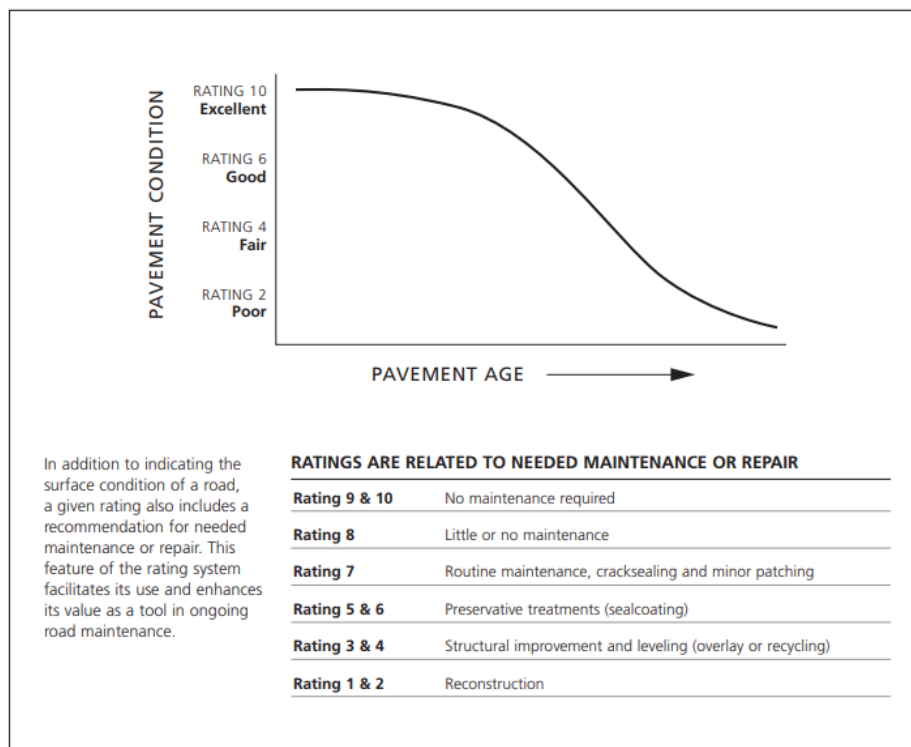 PAVEMENT CONDITION
RATING 10
Excellent
RATING 6
Good
RATING 4
Fair
RATING 2
Poor
PAVEMENT AGE
In addition to indicating the
surface condition of a road,
a given rating also includes a
recommendation for needed
maintenance or repair. This
feature of the rating system
facilitates its use and enhances
its value as a tool in ongoing
road maintenance.
RATINGS ARE RELATED TO NEEDED MAINTENANCE OR REPAIR
Rating 9 & 10 No maintenance required
Rating 8 Little or no maintenance
Rating 7 Routine maintenance, cracksealing and minor patching
Rating 5 & 6 Preservative treatments (sealcoating)
Rating 3 & 4 Structural improvement and leveling (overlay or recycling)
Rating 1 & 2 Reconstruction